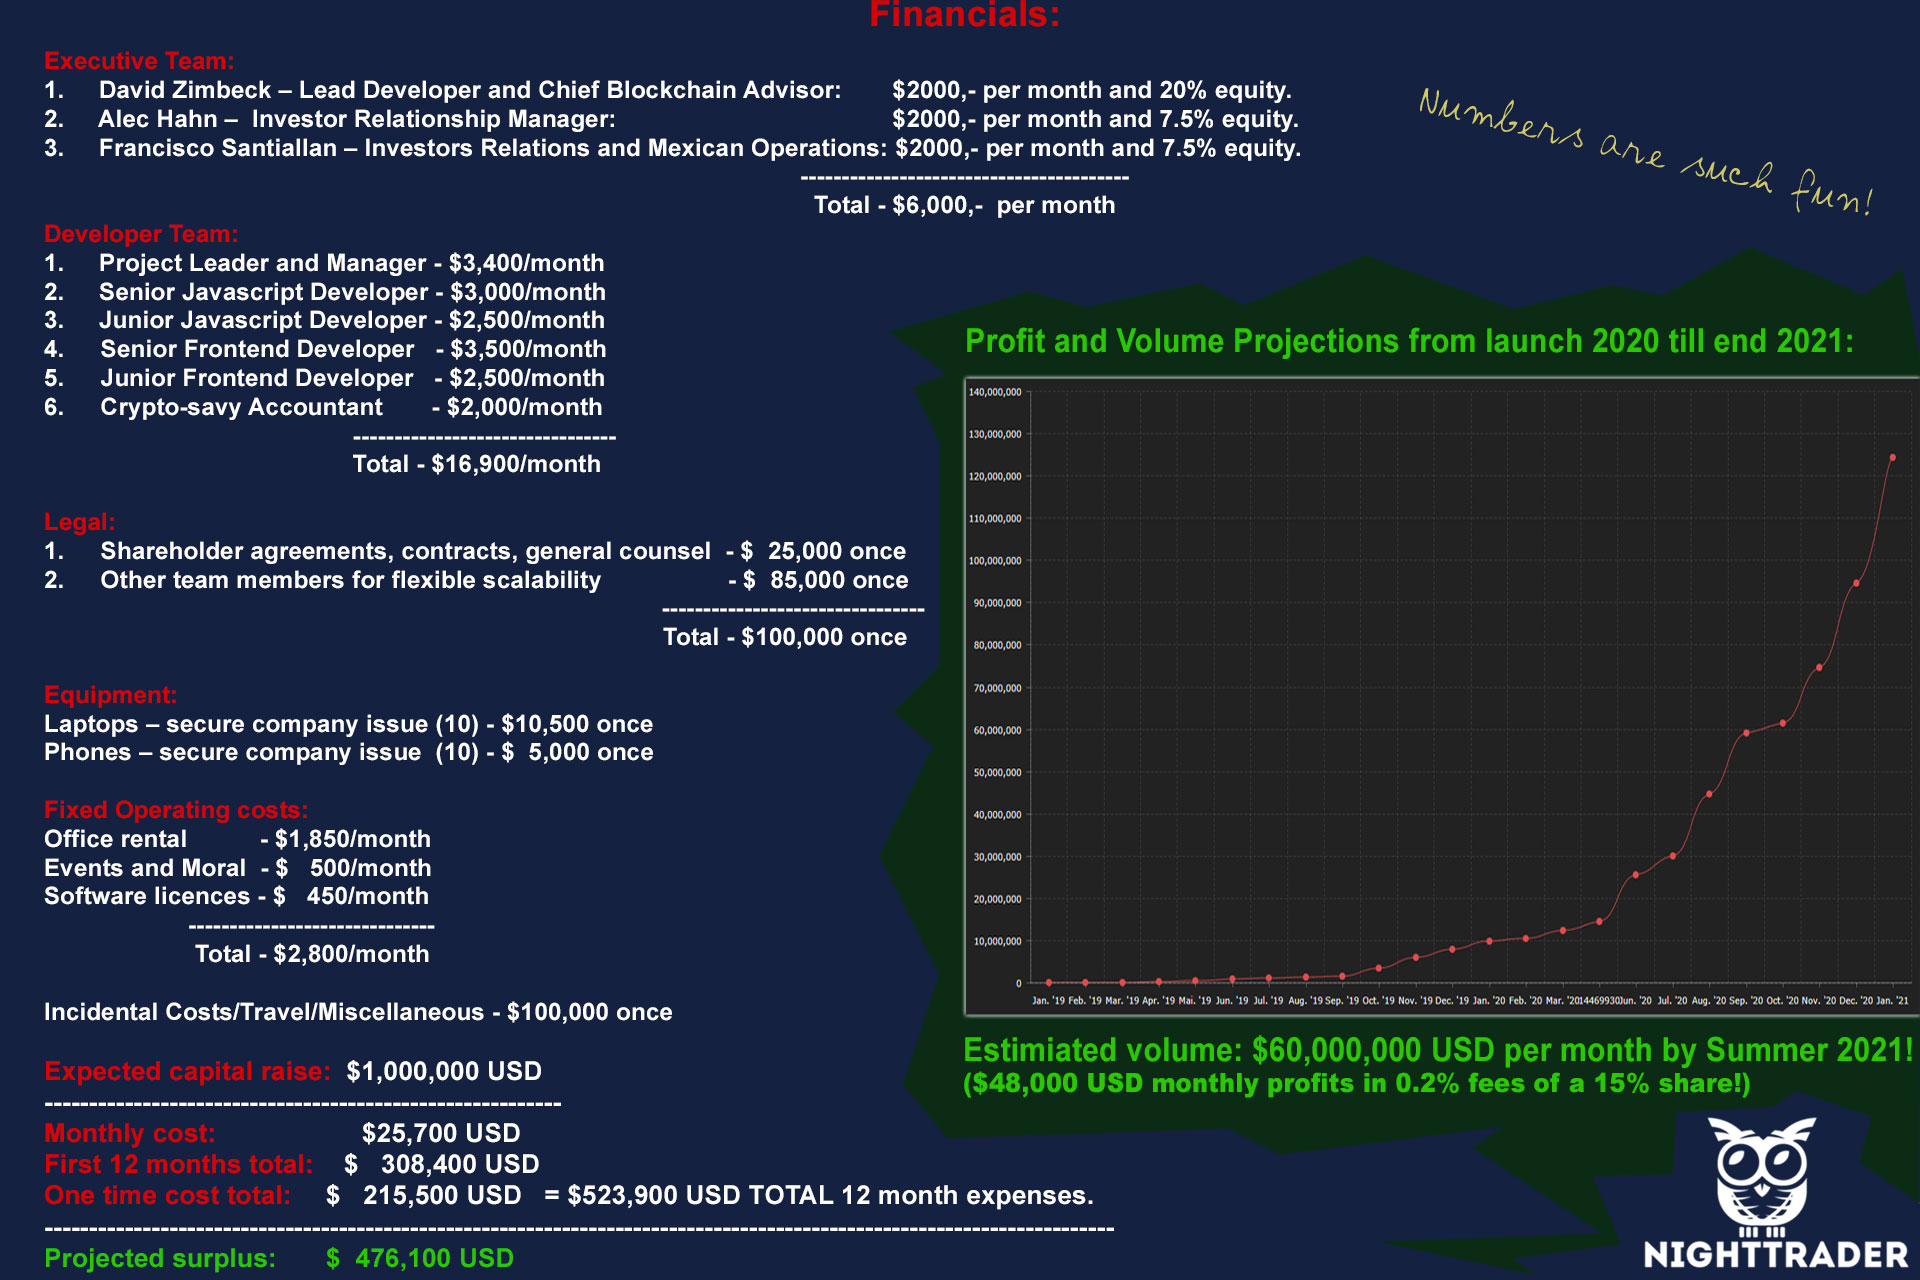 Financials:
Executive Team:
1. David Zimbeck – Lead Developer and Chief Blockchain Advisor: $2000,- per month and 20% equity.
2. Alec Hahn – Investor Relationship Manager: $2000,- per month and 7.5% equity.
3. Francisco Santiallan – Investors Relations and Mexican Operations: $2000,- per month and 7.5% equity.
----------------------------------------
Total - $6,000,- per month
Numbers are such fun!
Developer Team:
1. Project Leader and Manager - $3,400/month
2. Senior Javascript Developer - $3,000/month
3. Junior Javascript Developer - $2,500/month
4. Senior Frontend Developer - $3,500/month
5. Junior Frontend Developer - $2,500/month
6. Crypto-savy Accountant - $2,000/month
--------------------------------
Total - $16,900/month
Legal:
1. Shareholder agreements, contracts, general counsel - $ 25,000 once
2. Other team members for flexible scalability - $ 85,000 once
--------------------------------
Total - $100,000 once
Equipment:
Laptops – secure company issue (10) - $10,500 once
Phones – secure company issue (10) - $ 5,000 once
Fixed Operating costs:
Office rental - $1,850/month
Events and Moral - $ 500/month
Software licences - $ 450/month
------------------------------
Total - $2,800/month
Incidental Costs/Travel/Miscellaneous - $100,000 once
Expected capital raise: $1,000,000 USD
----------------------------------------------------------
Monthly cost: $25,700 USD
First 12 months total: $ 308,400 USD
One time cost total: $ 215,500 USD = $523,900 USD TOTAL 12 month expenses.
------------------------------------------------------------------------------------------------------------------------
Projected surplus: $ 476,100 USD
Profit and Volume Projections from launch 2020 till end 2021:
140,000,000
130,000,000
120,000,000
110,000,000
100,000,000
90,000,000
80,000,000
70,000,000
60,000,000
50,000,000
40,000,000
30,000,000
20,000,000
10,000,000
0
Jan. '19 Feb. '19 Mar. '19 Apr. '19 Mai. '19 Jun. '19 Jul. '19 Aug. '19 Sep. '19 Oct. '19 Nov. '19 Dec. '19 Jan. '20 Feb. '20 Mar. '20 Jun. '20 Jul. '20 Aug. '20 Sep. '20 Oct. '20 Nov. '20 Dec. '20 Jan. '21
Estimiated volume: $60,000,000 USD per month by Summer 2021!
($48,000 USD monthly profits in 0.2% fees of a 15% share!)
NIGHTTRADER